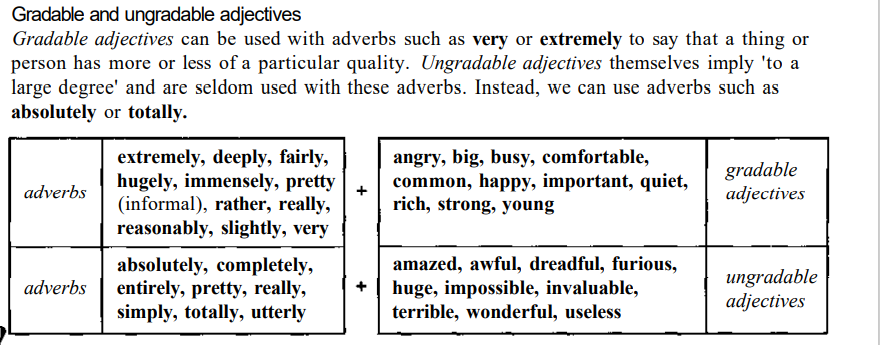 Gradable and ungradable adjectives
Gradable adjectives can be used with adverbs such as very or extremely to say that a thing or
person has more or less of a particular quality. Ungradable adjectives themselves imply 'to a
large degree' and are seldom used with these adverbs. Instead, we can use adverbs such as
absolutely or totally.
adverbs
extremely, deeply, fairly,
hugely, immensely, pretty
(informal), rather, really,
reasonably, slightly, very
+
angry, big, busy, comfortable,
common, happy, important, quiet,
rich, strong, young
gradable
adjectives
adverbs
absolutely, completely,
entirely, pretty, really,
simply, totally, utterly
+
amazed, awful, dreadful, furious,
huge, impossible, invaluable,
terrible, wonderful, useless
ungradable
adjectives